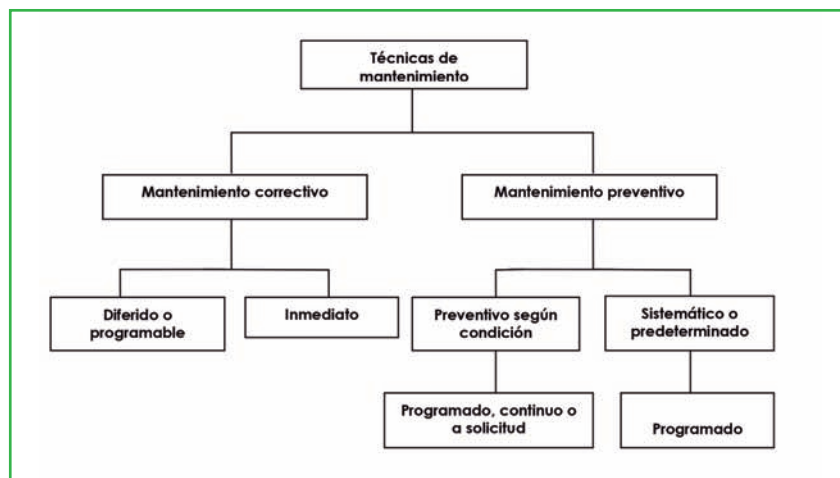 Técnicas de
mantenimiento
Mantenimiento correctivo
Mantenimiento preventivo
Diferido o
programable
Inmediato
Preventivo según
condición
Sistemático o
predeterminado
Programado, continuo o
a solicitud
Programado